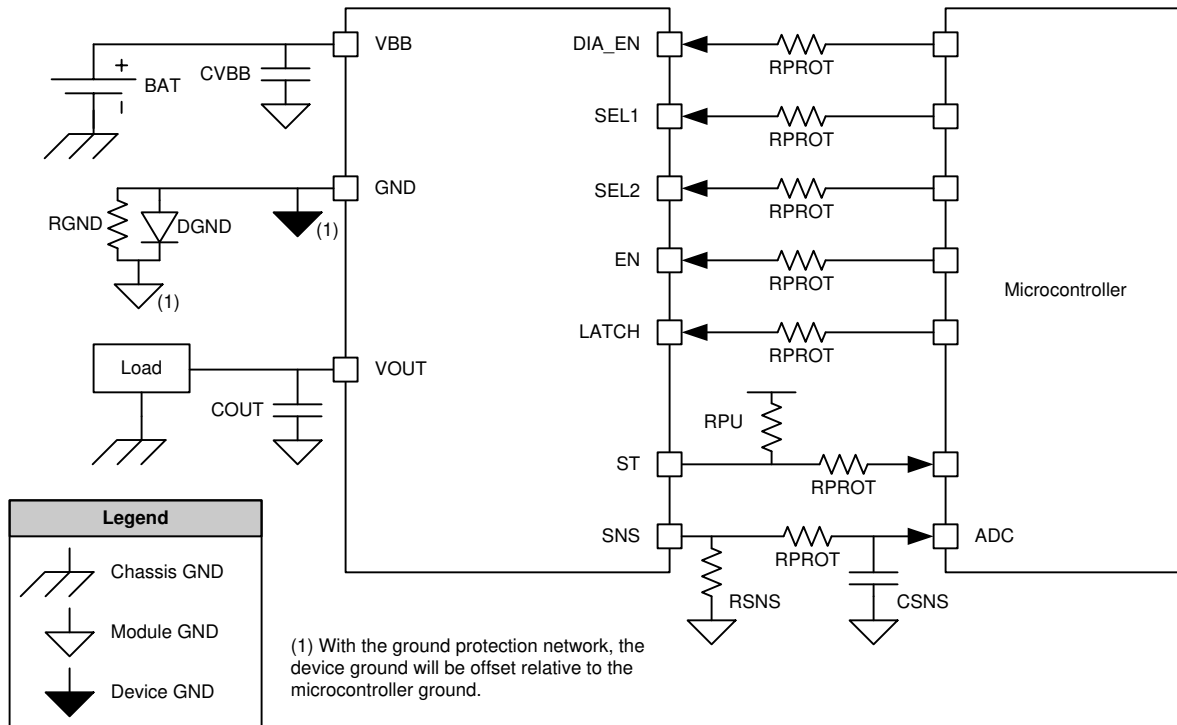 VBB
DIA_EN
RPROT
+
BAT
CVBB
SEL1
RPROT
GND
SEL2
RPROT
RGND
DGND
(1)
(1)
EN
RPROT
Microcontroller
LATCH
RPROT
Load
VOUT
COUT
RPU
ST
RPROT
SNS
RPROT
ADC
RSNS
CSNS
Legend
Chassis GND
Module GND
Device GND
(1) With the ground protection network, the
device ground will be offset relative to the
microcontroller ground.